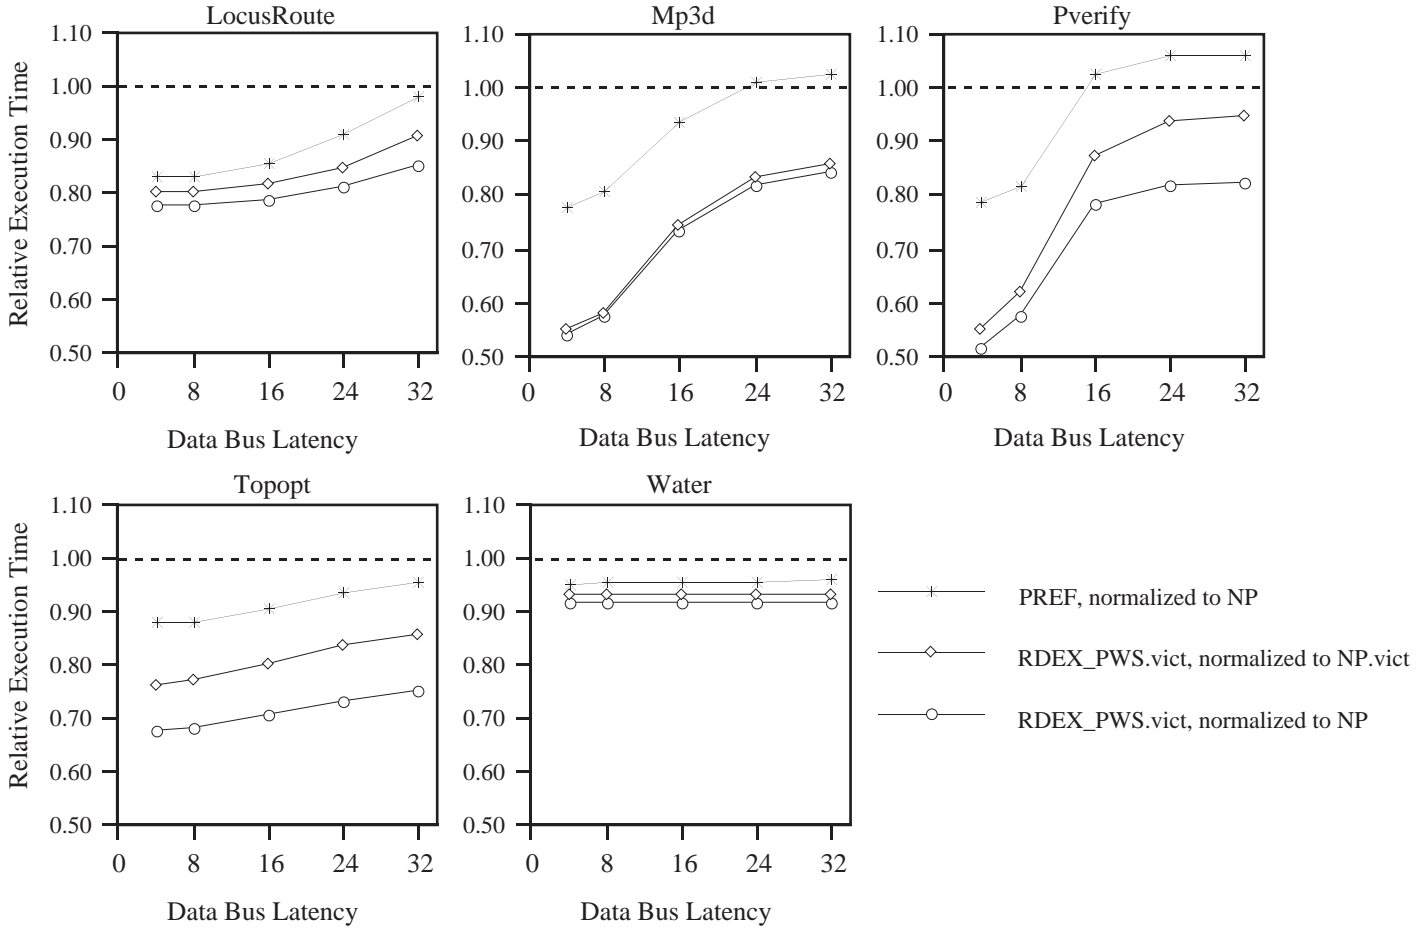 LocusRoute
Relative Execution Time
1.10
1.00
0.90
0.80
0.70
0.60
0.50
0 8 16 24 32
Data Bus Latency
Mp3d
1.10
1.00
0.90
0.80
0.70
0.60
0.50
0 8 16 24 32
Data Bus Latency
Pverify
1.10
1.00
0.90
0.80
0.70
0.60
0.50
0 8 16 24 32
Data Bus Latency
Topopt
Relative Execution Time
1.10
1.00
0.90
0.80
0.70
0.60
0.50
0 8 16 24 32
Data Bus Latency
Water
1.10
1.00
0.90
0.80
0.70
0.60
0.50
0 8 16 24 32
Data Bus Latency
PREF, normalized to NP
RDEX_PWS.vict, normalized to NP.vict
RDEX_PWS.vict, normalized to NP